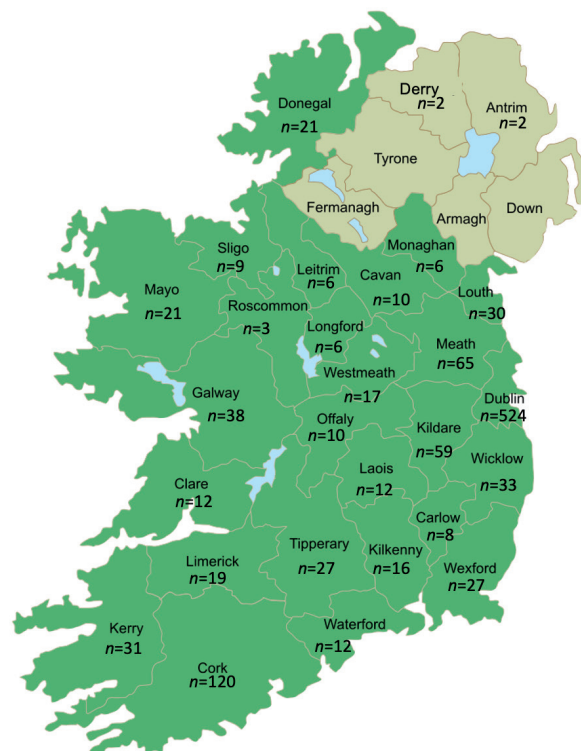 Derry
n=2
Antrim
n=2
Donegal
n=21
Tyrone
Fermanagh
Armagh
Down
Monaghan
n=6
Sligo
n=9
Leitrim
n=6
Cavan
n=10
Mayo
n=21
Roscommon
n=3
Louth
n=30
Longford
n=6
Meath
n=65
Westmeath
n=17
Galway
n=38
Dublin
n=524
Offaly
n=10
Kildare
n=59
Wicklow
n=33
Laois
n=12
Clare
n=12
Carlow
n=8
Limerick
n=19
Tipperary
n=27
Kilkenny
n=16
Wexford
n=27
Waterford
n=12
Kerry
n=31
Cork
n=120